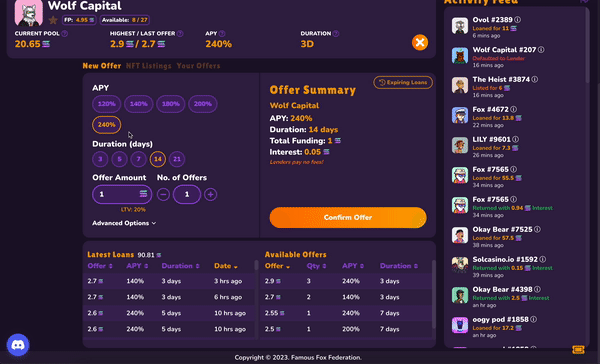 Wolf Capital
FP: 4.95
Available: 8 / 27
CURRENT POOL
20.65
HIGHEST / LAST OFFER
2.9 / 2.7
APY
240%
DURATION
3D
New Offer
NFT Listings
Your Offers
APY
120%
140%
180%
200%
240%
Duration (days)
3
5
7
14
21
Offer Amount
No. of Offers
1
1
LTV: 20%
Advanced Options
Expiring Loans
Offer Summary
Wolf Capital
APY: 240%
Duration: 14 days
Total Funding: 1
Interest: 0.05
Lenders pay no fees!
Confirm Offer
Latest Loans 90.81
Offer APY Duration Date
2.7 140% 3 days 3 hrs ago
2.7 140% 3 days 6 hrs ago
2.6 240% 5 days 10 hrs ago
2.6 240% 5 days 10 hrs ago
Available Offers
Offer Qty APY Duration
2.9 3 240% 3 days
2.7 2 140% 3 days
2.55 1 240% 7 days
2.5 1 200% 7 days
Activity Feed
Ovol #2389
Loaned for 11
6 mins ago
Wolf Capital #207
Defaulted to Lender
16 mins ago
The Heist #3874
Listed for 6
16 mins ago
Fox #4672
Loaned for 13.8
22 mins ago
LILY #9601
Loaned for 7.3
26 mins ago
Fox #7565
Loaned for 55.5
34 mins ago
Fox #7565
Returned with 0.94 Interest
34 mins ago
Okay Bear #7525
Loaned for 57.5
38 mins ago
Solcasino.io #1592
Returned with 0.15 Interest
39 mins ago
Okay Bear #4398
Returned with 2.5 Interest
an hr ago
oogy pod #1858
Loaned for 17.2
an hr ago
Copyright © 2023. Famous Fox Federation.